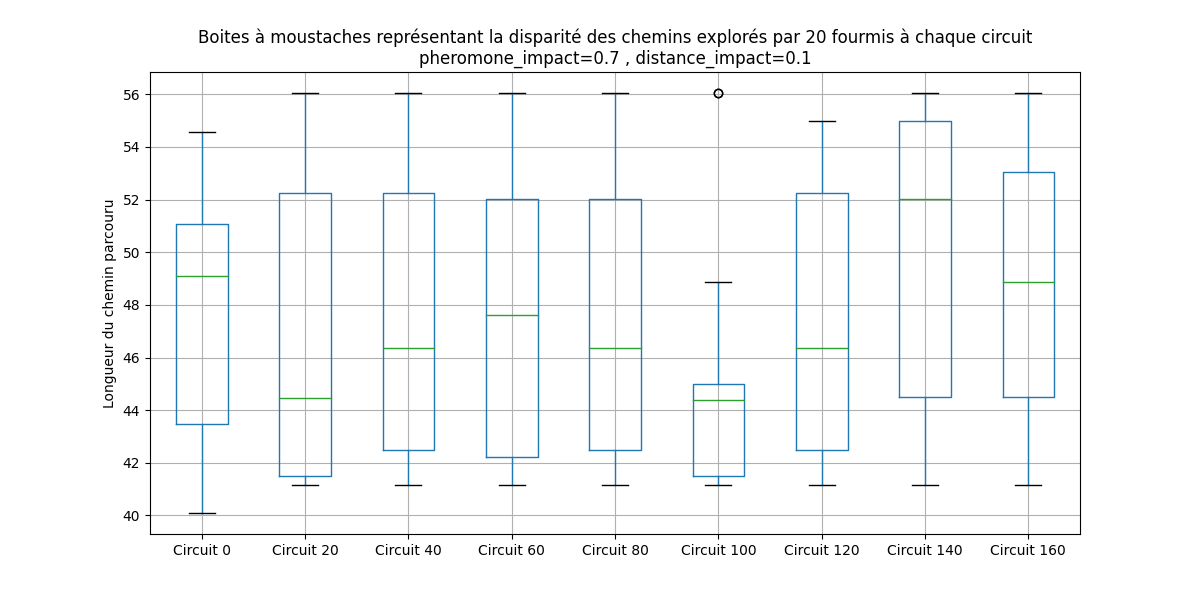 Boites à moustaches représentant la disparité des chemins explorés par 20 fourmis à chaque circuit
pheromone_impact=0.7 , distance_impact=0.1
Longueur du chemin parcouru
56
54
52
50
48
46
44
42
40
Circuit 0 Circuit 20 Circuit 40 Circuit 60 Circuit 80 Circuit 100 Circuit 120 Circuit 140 Circuit 160